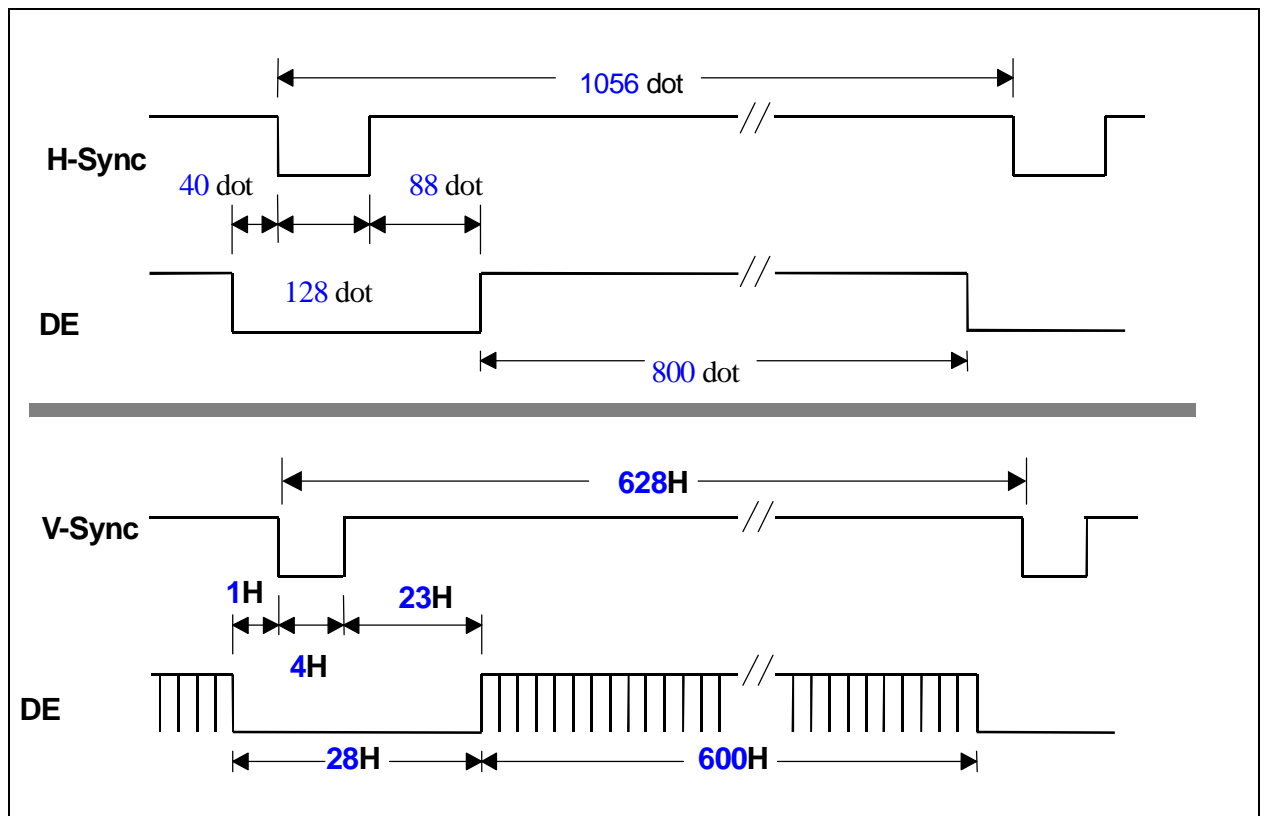 1056 dot
H-Sync
40 dot
88 dot
128 dot
DE
800 dot
628H
V-Sync
1H
23H
4H
DE
28H
600H